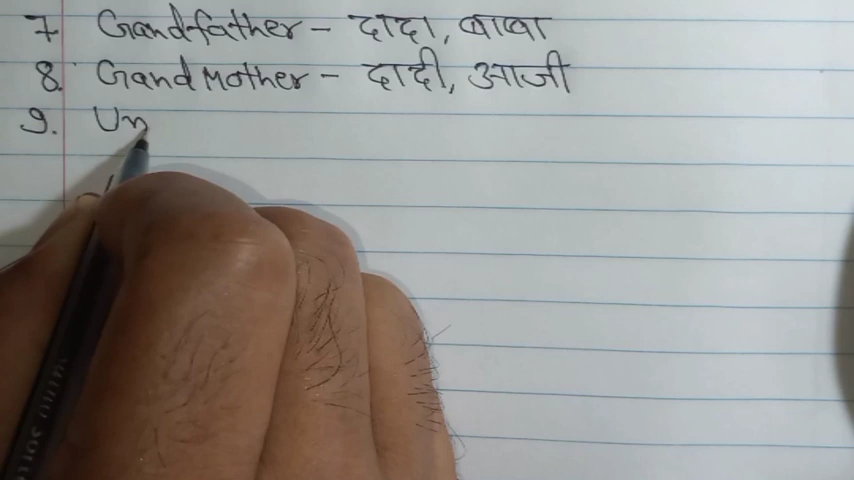 7 Grandfather - दादा, बाबा
8. Grand Mother - दादी, आजी
9. Un